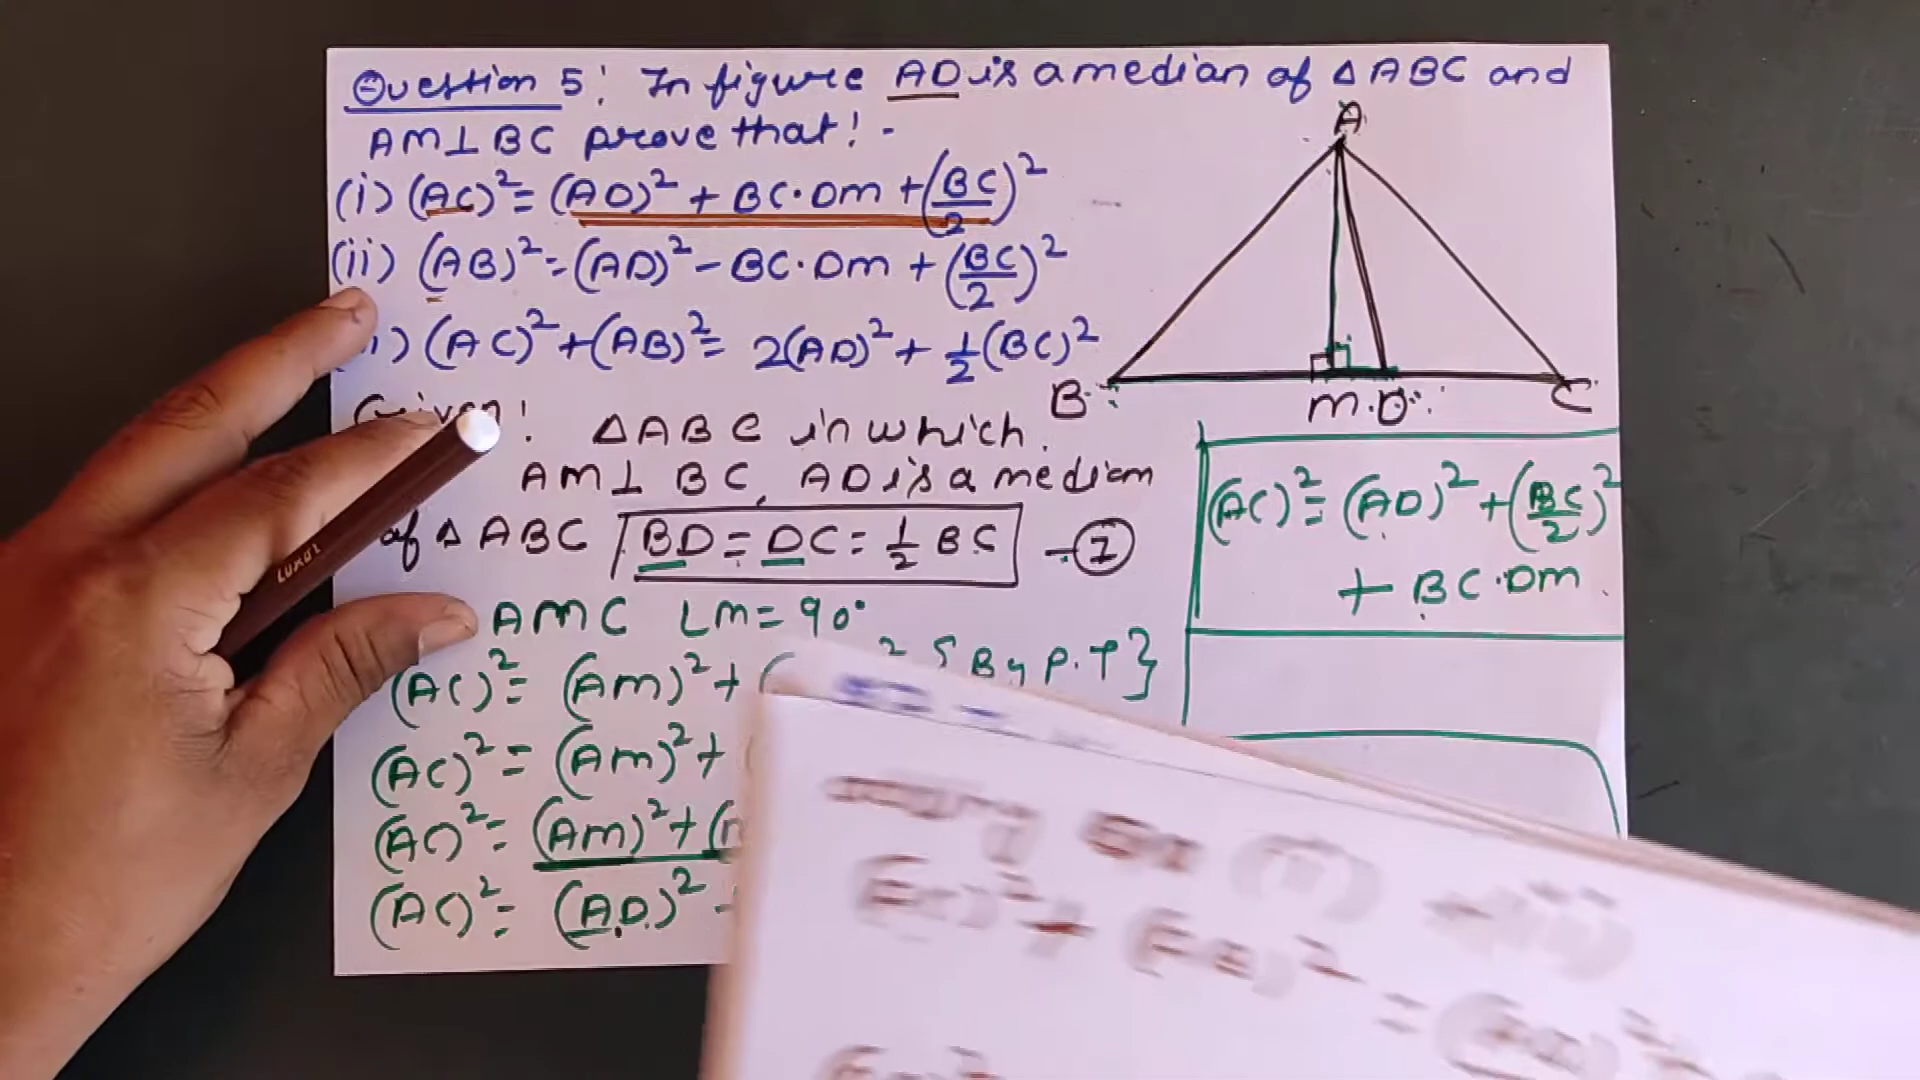 Question 5: In figure AD is a median of △ABC and
AM⊥BC prove that:-
(i) (AC)² = (AD)² + BC·DM + (BC/2)²
(ii) (AB)² = (AD)² - BC·DM + (BC/2)²
) (AC)² + (AB)² = 2(AD)² + 1/2 (BC)²
A
B
M
D
C
Given: △ABC in which
AM⊥BC, AD is a median
of △ABC BD = DC = 1/2 BC -①
AMC ∠M = 90°
(AC)² = (AM)² + ( ² {By P.T}
(AC)² = (AM)² +
(AC)² = (AM)² + (
(AC)² = (AD)²
(AC)² = (AD)² + (BC/2)²
+ BC·DM
LUXOR